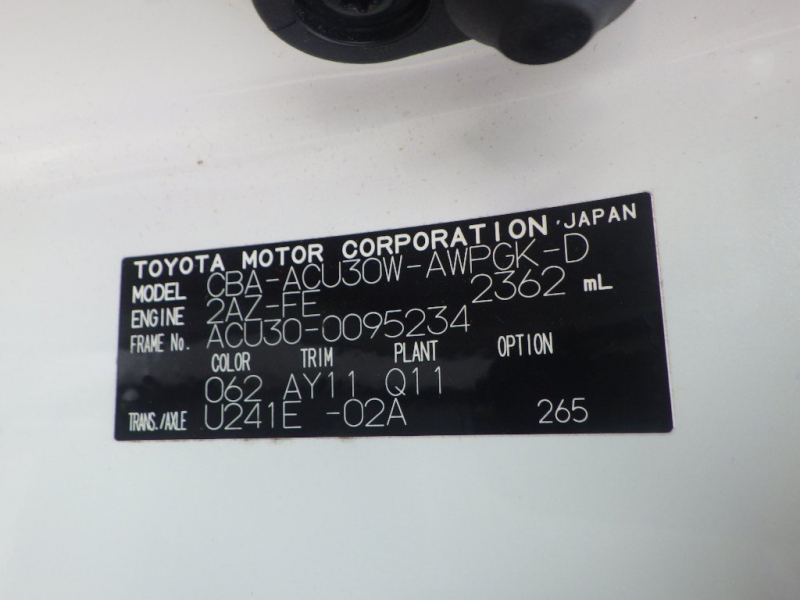 TOYOTA MOTOR CORPORATION · JAPAN
MODEL CBA-ACU30W-AWPGK-D
ENGINE 2AZ-FE 2362 mL
FRAME No. ACU30-0095234
COLOR TRIM PLANT OPTION
062 AY11 Q11
TRANS./AXLE U241E -02A 265